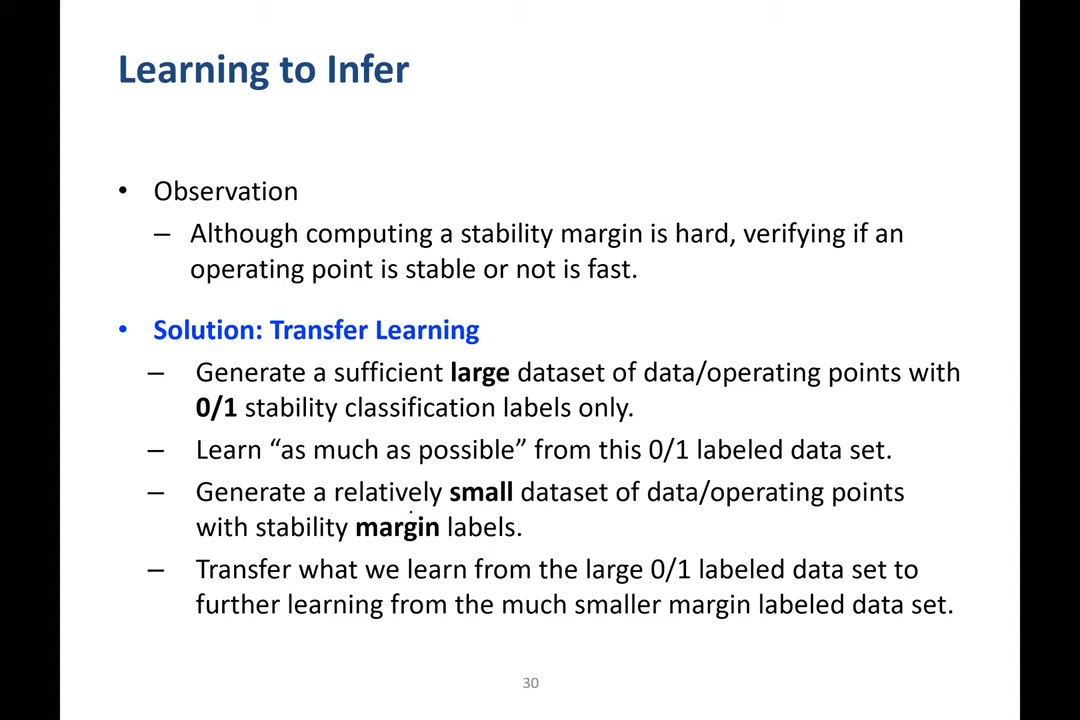 Learning to Infer
• Observation
– Although computing a stability margin is hard, verifying if an
operating point is stable or not is fast.
• Solution: Transfer Learning
– Generate a sufficient large dataset of data/operating points with
0/1 stability classification labels only.
– Learn “as much as possible” from this 0/1 labeled data set.
– Generate a relatively small dataset of data/operating points
with stability margin labels.
– Transfer what we learn from the large 0/1 labeled data set to
further learning from the much smaller margin labeled data set.
30